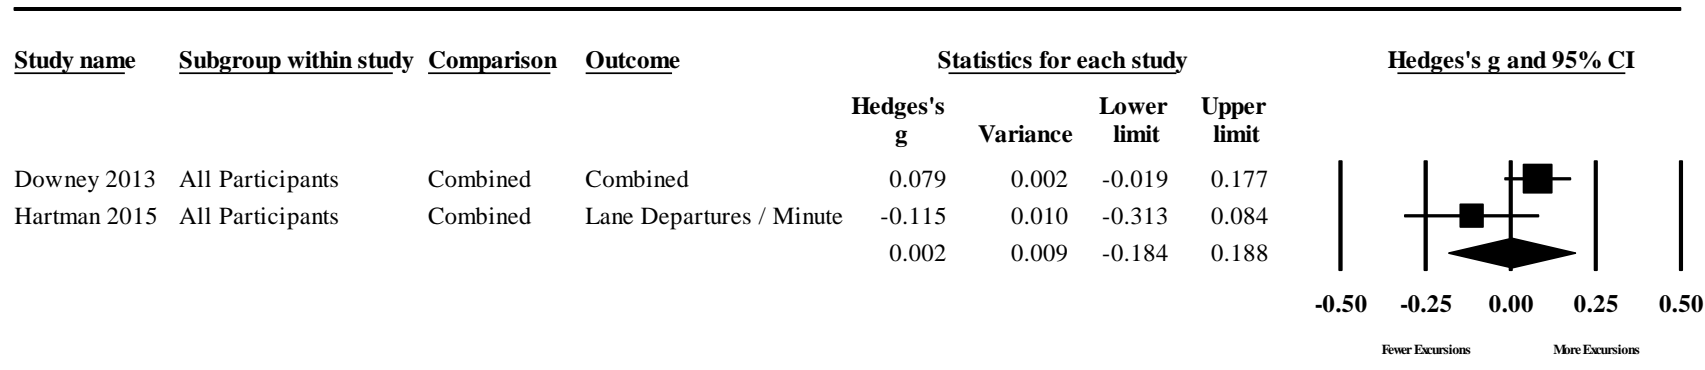 Study name Subgroup within study Comparison Outcome Statistics for each study Hedges's g and 95% CI
Hedges's Lower Upper
g Variance limit limit
Downey 2013 All Participants Combined Combined 0.079 0.002 -0.019 0.177
Hartman 2015 All Participants Combined Lane Departures / Minute -0.115 0.010 -0.313 0.084
0.002 0.009 -0.184 0.188
-0.50 -0.25 0.00 0.25 0.50
Fewer Excursions More Excursions